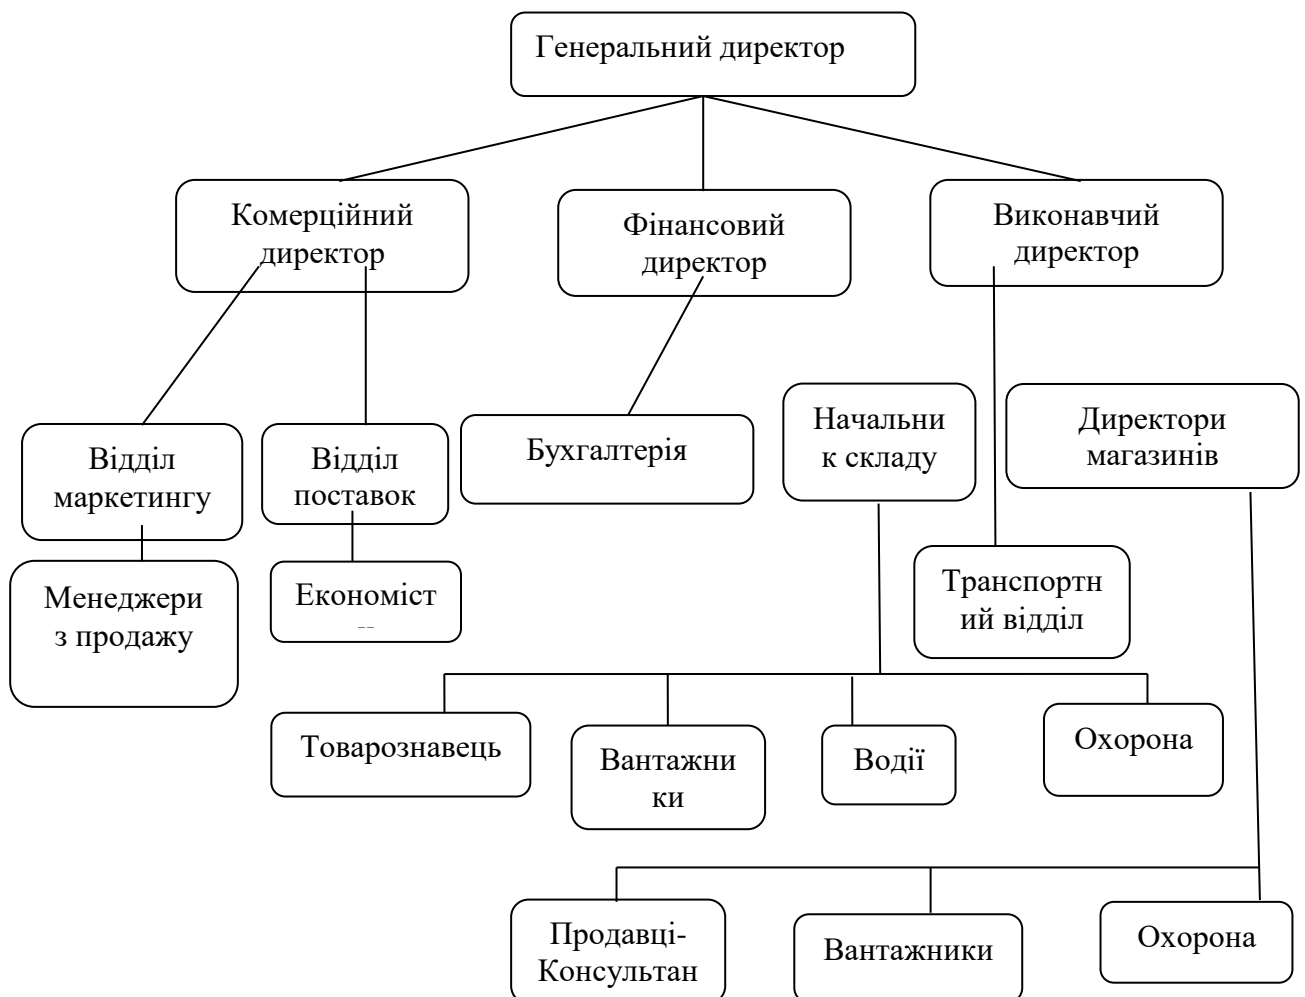 Генеральний директор
Комерційний
директор
Фінансовий
директор
Виконавчий
директор
Відділ
маркетингу
Відділ
поставок
Бухгалтерія
Начальни
к складу
Директори
магазинів
Менеджери
з продажу
Економіст
Транспортн
ий відділ
Товарознавець
Вантажни
ки
Водії
Охорона
Продавці-
Консультан
Вантажники
Охорона